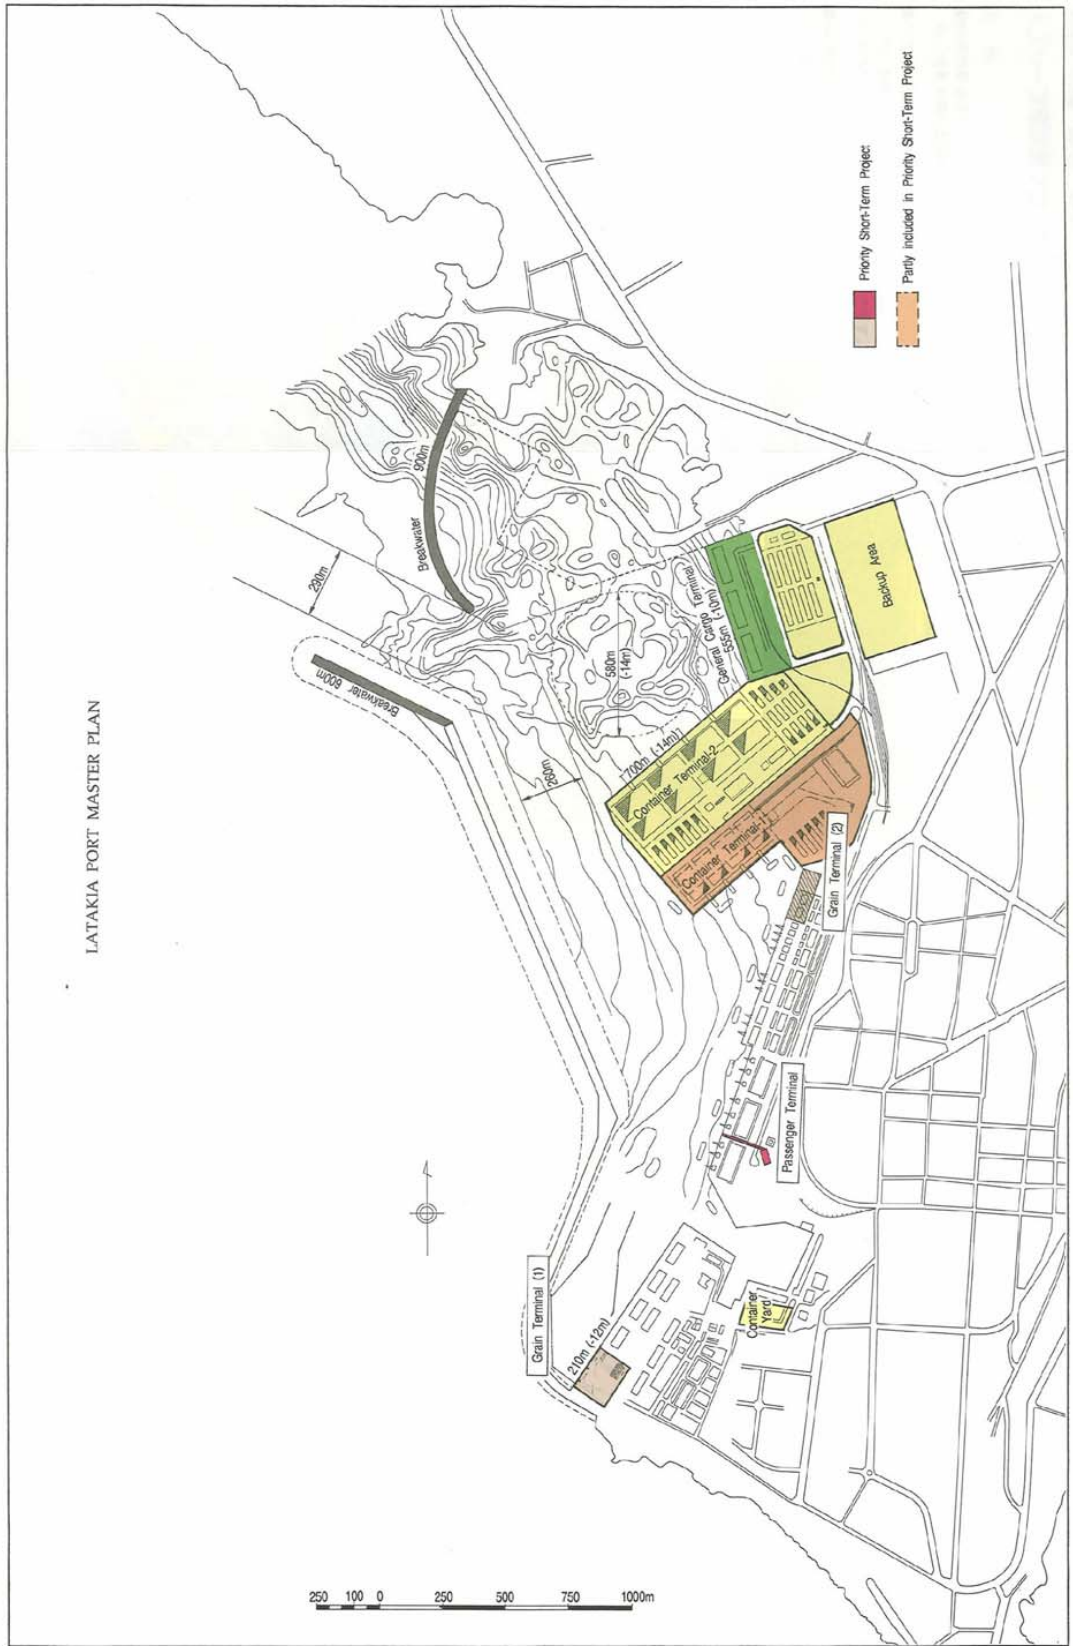 LATAKIA PORT MASTER PLAN
Priority Short-Term Project
Partly included in Priority Short-Term Project
290m
Breakwater 900m
Breakwater 600m
260m
580m
(-14m)
General Cargo Terminal
555m (-10m)
Backup Area
700m (-14m)
Container Terminal-2
Container Terminal-1
Grain Terminal (2)
Passenger Terminal
Grain Terminal (1)
210m (-12m)
Container
Yard
250 100 0 250 500 750 1000m